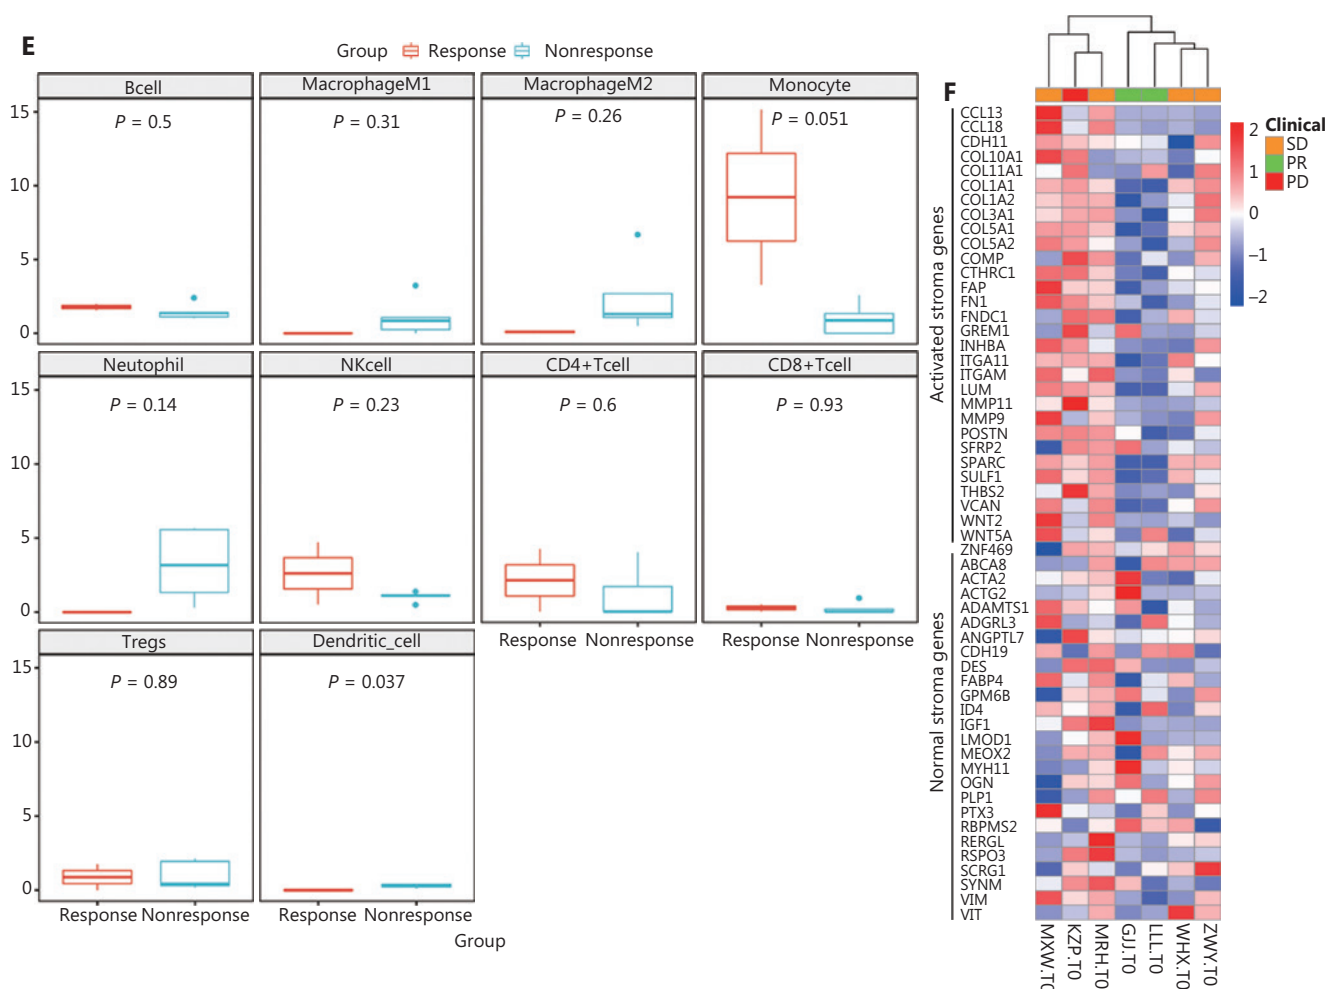 E
Group Response Nonresponse
Bcell MacrophageM1 MacrophageM2 Monocyte
P = 0.5 P = 0.31 P = 0.26 P = 0.051
15
10
5
0
Neutophil NKcell CD4+Tcell CD8+Tcell
P = 0.14 P = 0.23 P = 0.6 P = 0.93
15
10
5
0
Response Nonresponse Response Nonresponse
Tregs Dendritic_cell
P = 0.89 P = 0.037
15
10
5
0
Response Nonresponse Response Nonresponse
Group
F
Activated stroma genes
CCL13
CCL18
CDH11
COL10A1
COL11A1
COL1A1
COL1A2
COL3A1
COL5A1
COL5A2
COMP
CTHRC1
FAP
FN1
FNDC1
GREM1
INHBA
ITGA11
ITGAM
LUM
MMP11
MMP9
POSTN
SFRP2
SPARC
SULF1
THBS2
VCAN
WNT2
WNT5A
ZNF469
Normal stroma genes
ABCA8
ACTA2
ACTG2
ADAMTS1
ADGRL3
ANGPTL7
CDH19
DES
FABP4
GPM6B
ID4
IGF1
LMOD1
MEOX2
MYH11
OGN
PLP1
PTX3
RBPMS2
RERGL
RSPO3
SCRG1
SYNM
VIM
VIT
MXW.T0 KZP.T0 MRH.T0 GJJ.T0 LLL.T0 WHX.T0 ZWY.T0
2
1
0
−1
−2
Clinical
SD
PR
PD